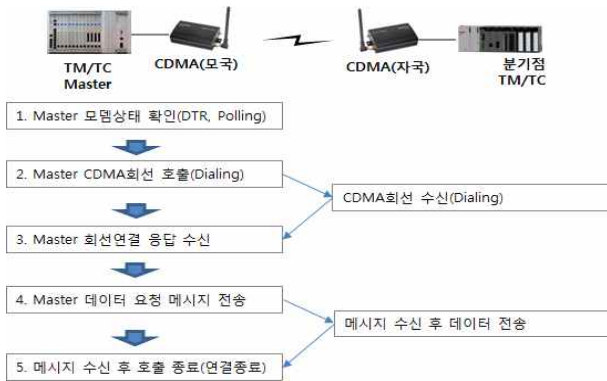 TM/TC
Master
CDMA(모국)
CDMA(자국)
분기점
TM/TC
1. Master 모뎀상태 확인(DTR, Polling)
2. Master CDMA회선 호출(Dialing)
CDMA회선 수신(Dialing)
3. Master 회선연결 응답 수신
4. Master 데이터 요청 메시지 전송
메시지 수신 후 데이터 전송
5. 메시지 수신 후 호출 종료(연결종료)